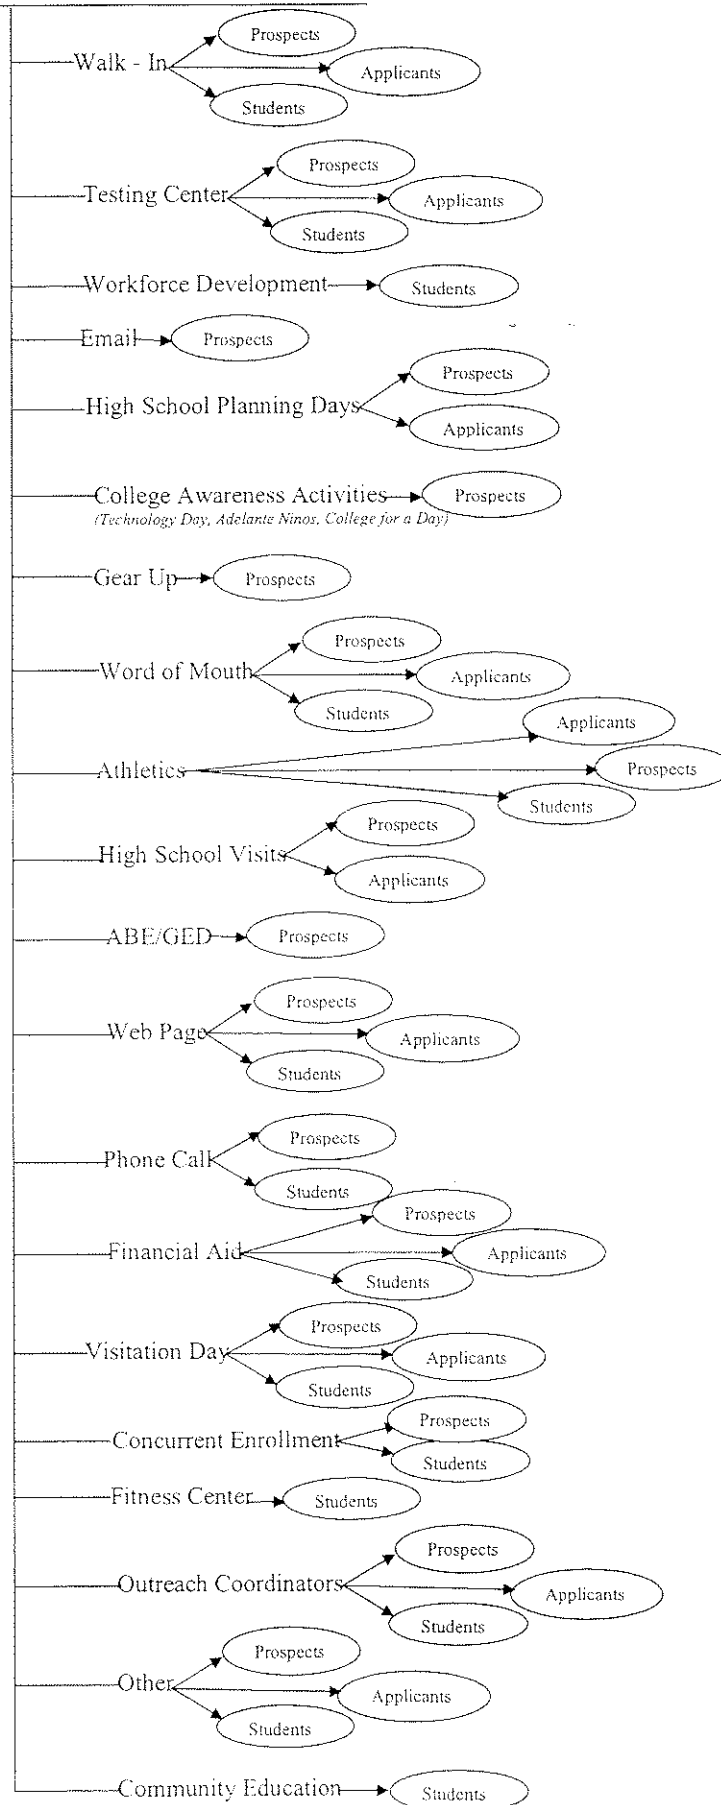 Prospects
Walk - In
Applicants
Students
Prospects
Testing Center
Applicants
Students
Workforce Development
Students
Email
Prospects
Prospects
High School Planning Days
Applicants
College Awareness Activities
Prospects
(Technology Day, Adelante Ninos, College for a Day)
Gear Up
Prospects
Prospects
Word of Mouth
Applicants
Students
Applicants
Athletics
Prospects
Students
Prospects
High School Visits
Applicants
ABE/GED
Prospects
Prospects
Web Page
Applicants
Students
Prospects
Phone Call
Students
Prospects
Financial Aid
Applicants
Students
Prospects
Visitation Day
Applicants
Students
Prospects
Concurrent Enrollment
Students
Fitness Center
Students
Prospects
Outreach Coordinators
Applicants
Students
Prospects
Other
Applicants
Students
Community Education
Students